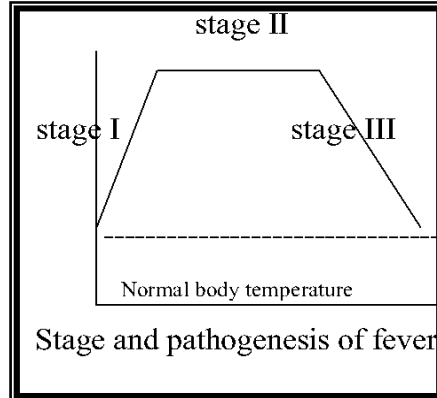 stage II
stage I
stage III
Normal body temperature
Stage and pathogenesis of fever